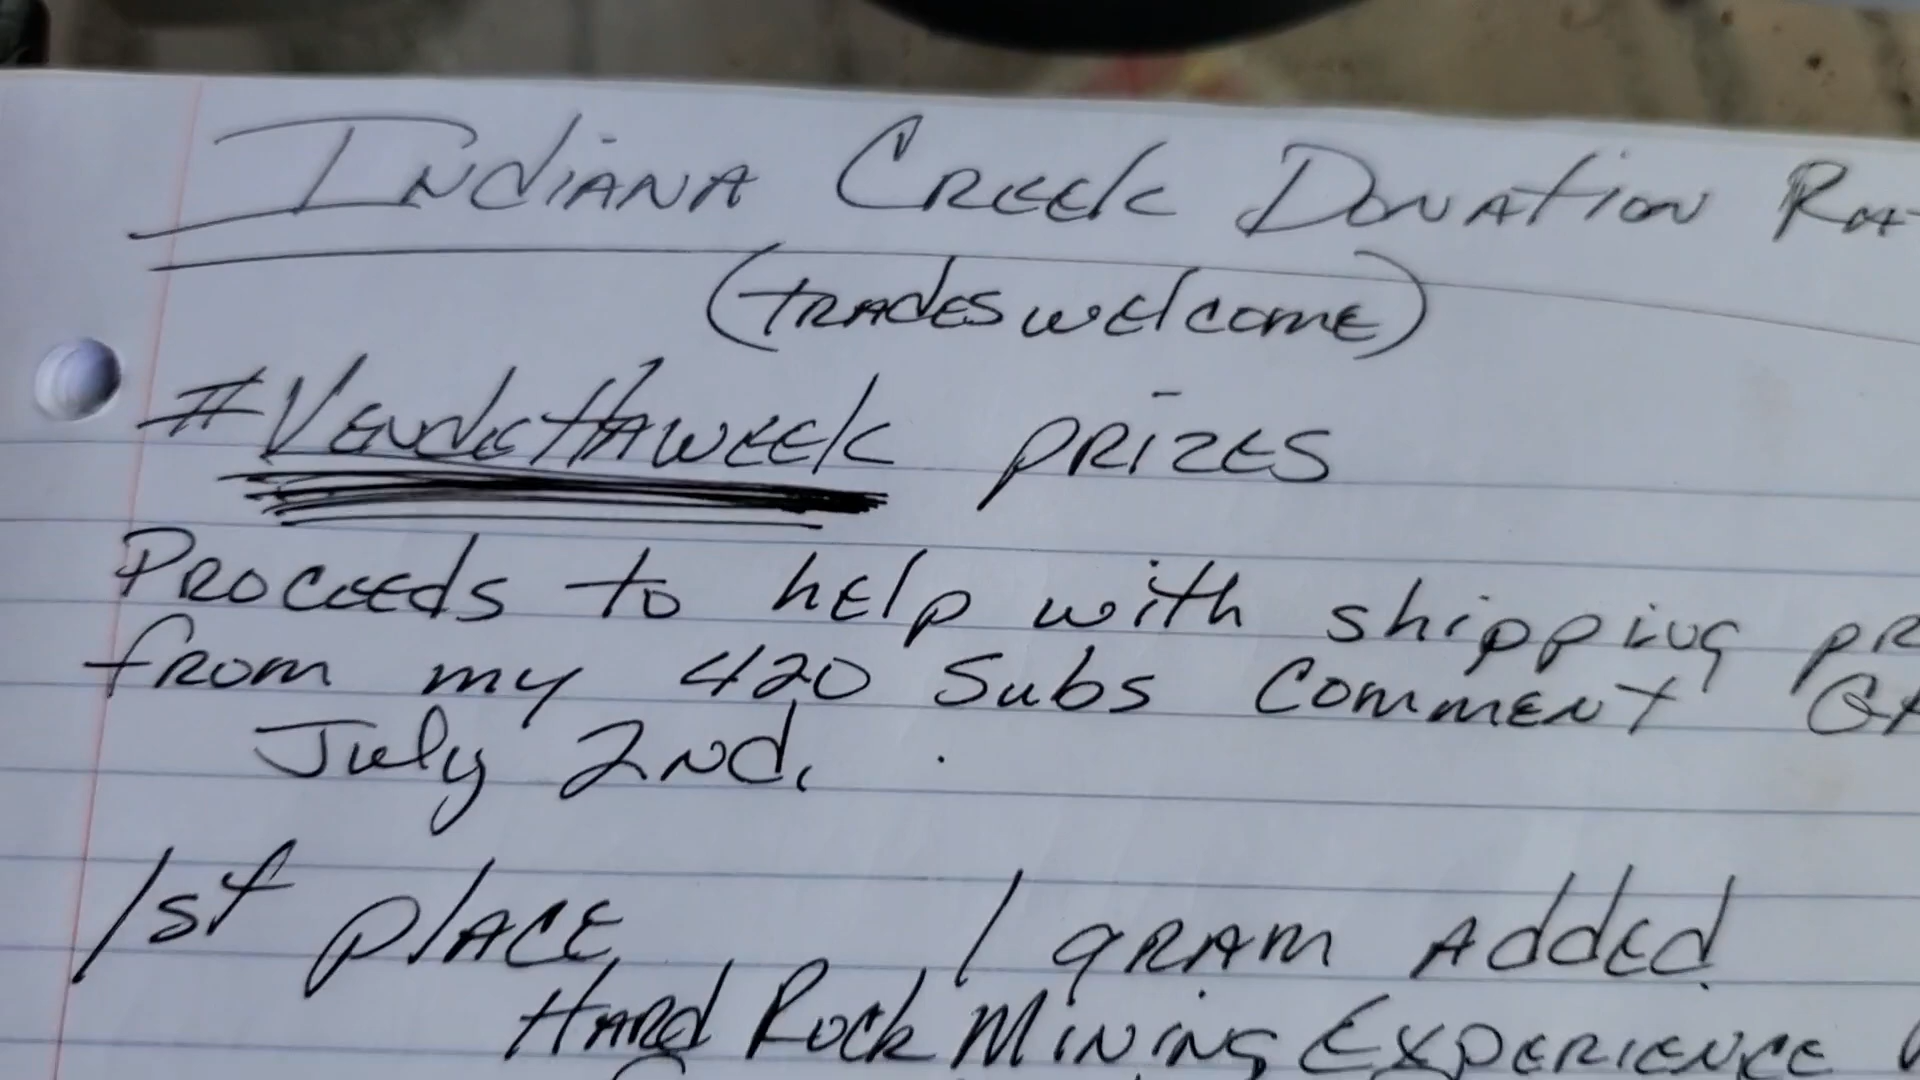 Indiana Creek Donation
(trades welcome)
#Vendettaweek prizes
Proceeds to help with shipping
from my 420 Subs Comment
July 2nd.
1st place 1 gram added
Hard Rock Mining Experience